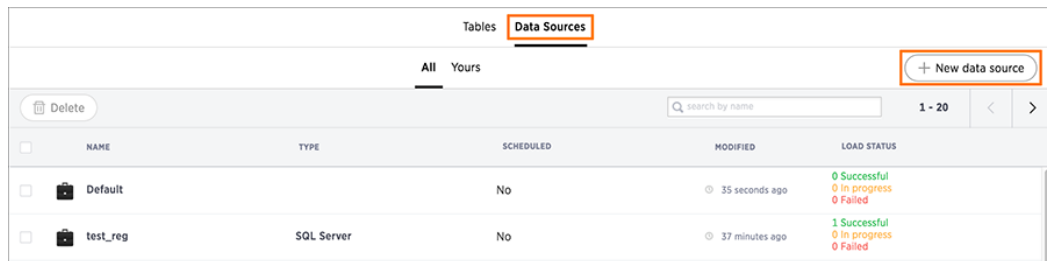 Tables Data Sources
All Yours
+ New data source
Delete
search by name
1 - 20
NAME TYPE SCHEDULED MODIFIED LOAD STATUS
Default No 35 seconds ago
0 Successful
0 In progress
0 Failed
test_reg SQL Server No 37 minutes ago
1 Successful
0 In progress
0 Failed